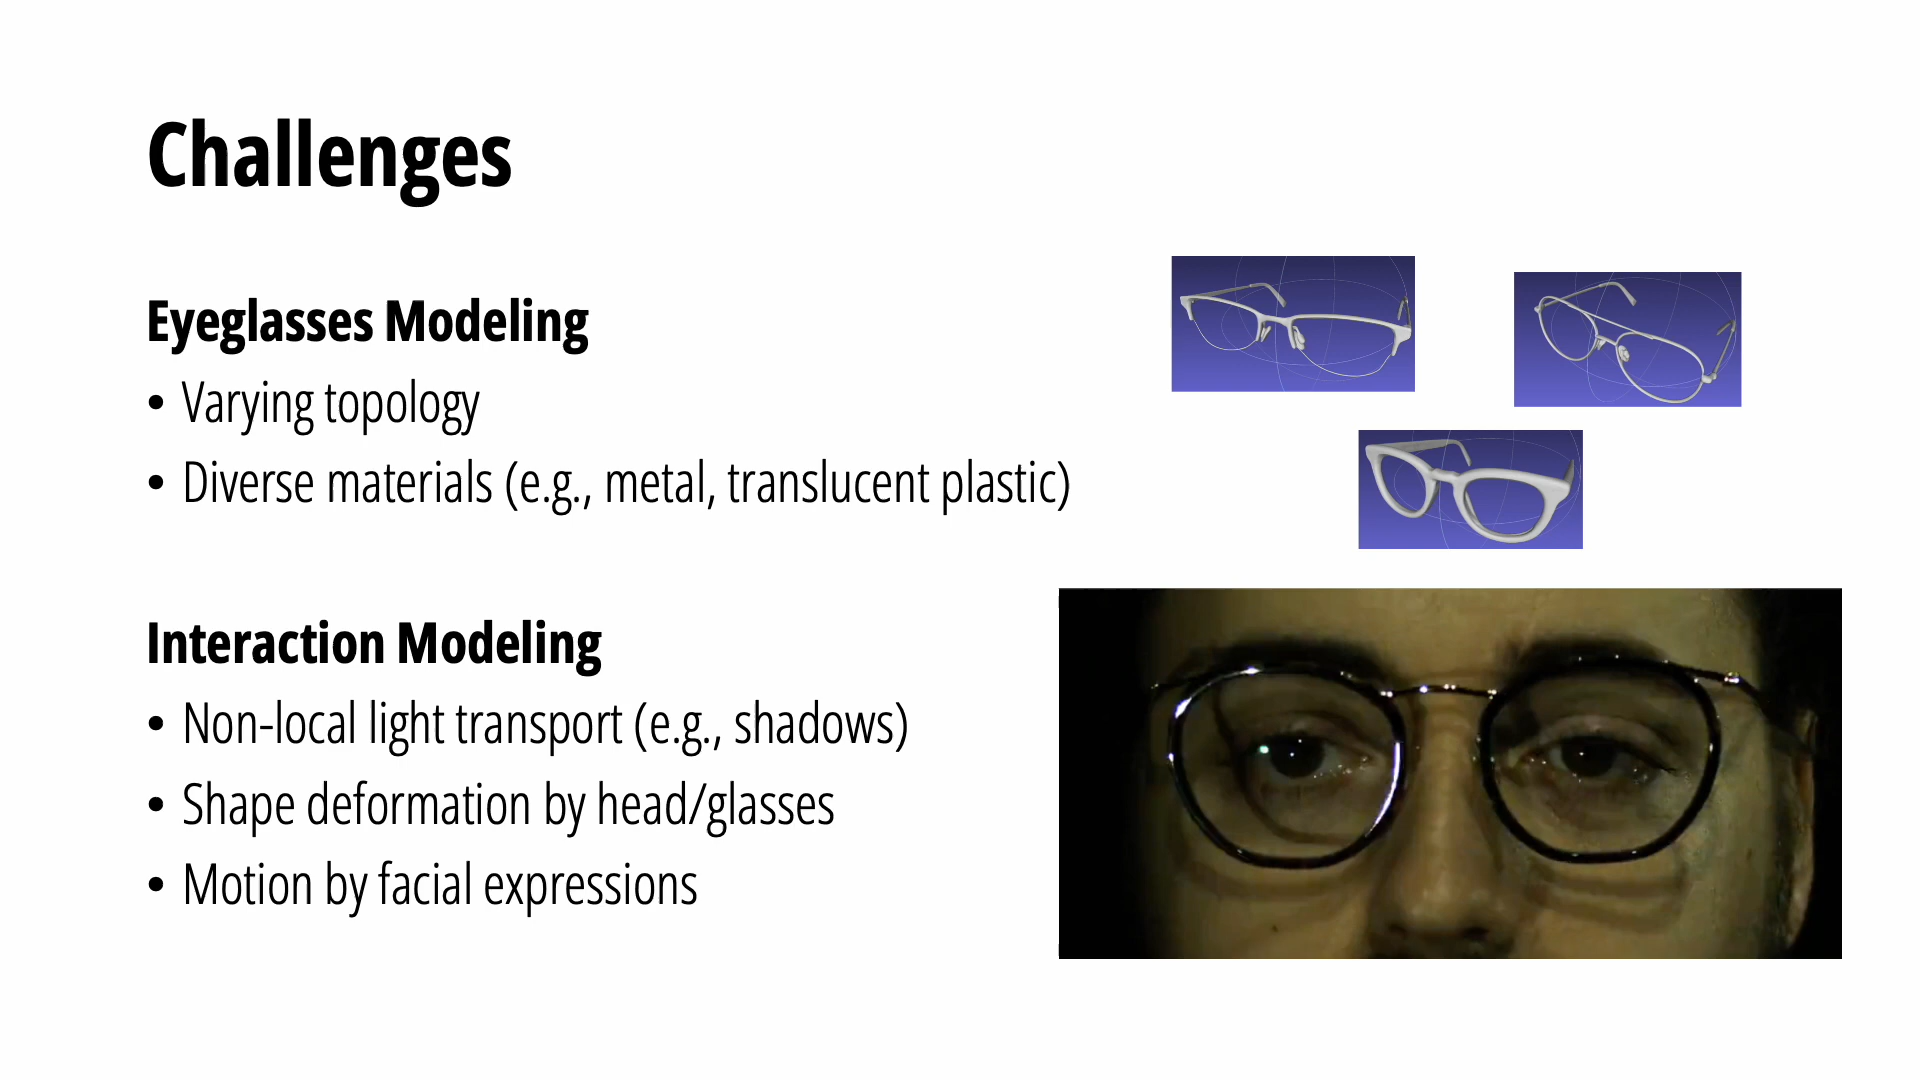 Challenges
Eyeglasses Modeling
• Varying topology
• Diverse materials (e.g., metal, translucent plastic)
Interaction Modeling
• Non-local light transport (e.g., shadows)
• Shape deformation by head/glasses
• Motion by facial expressions